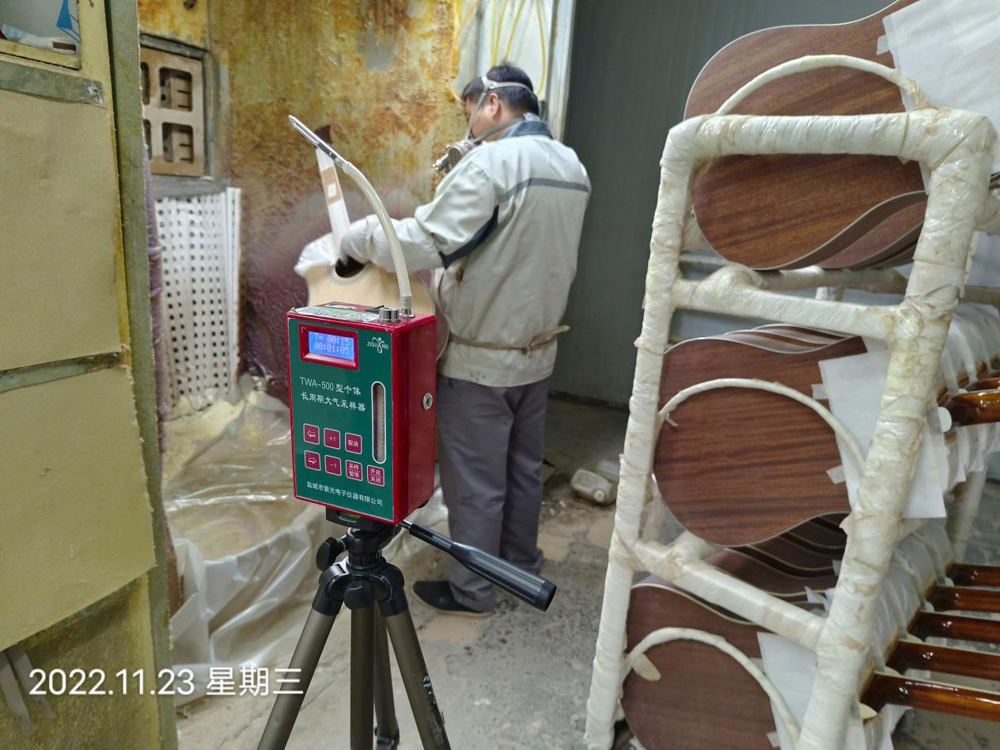 T= 00:15
00:01:05
ZIGUANG
TWA-500 型个体
长周期大气采样器
+1
取消
-1
采样
暂停
开启
关闭
盐城市紫光电子仪器有限公司
2022.11.23 星期三